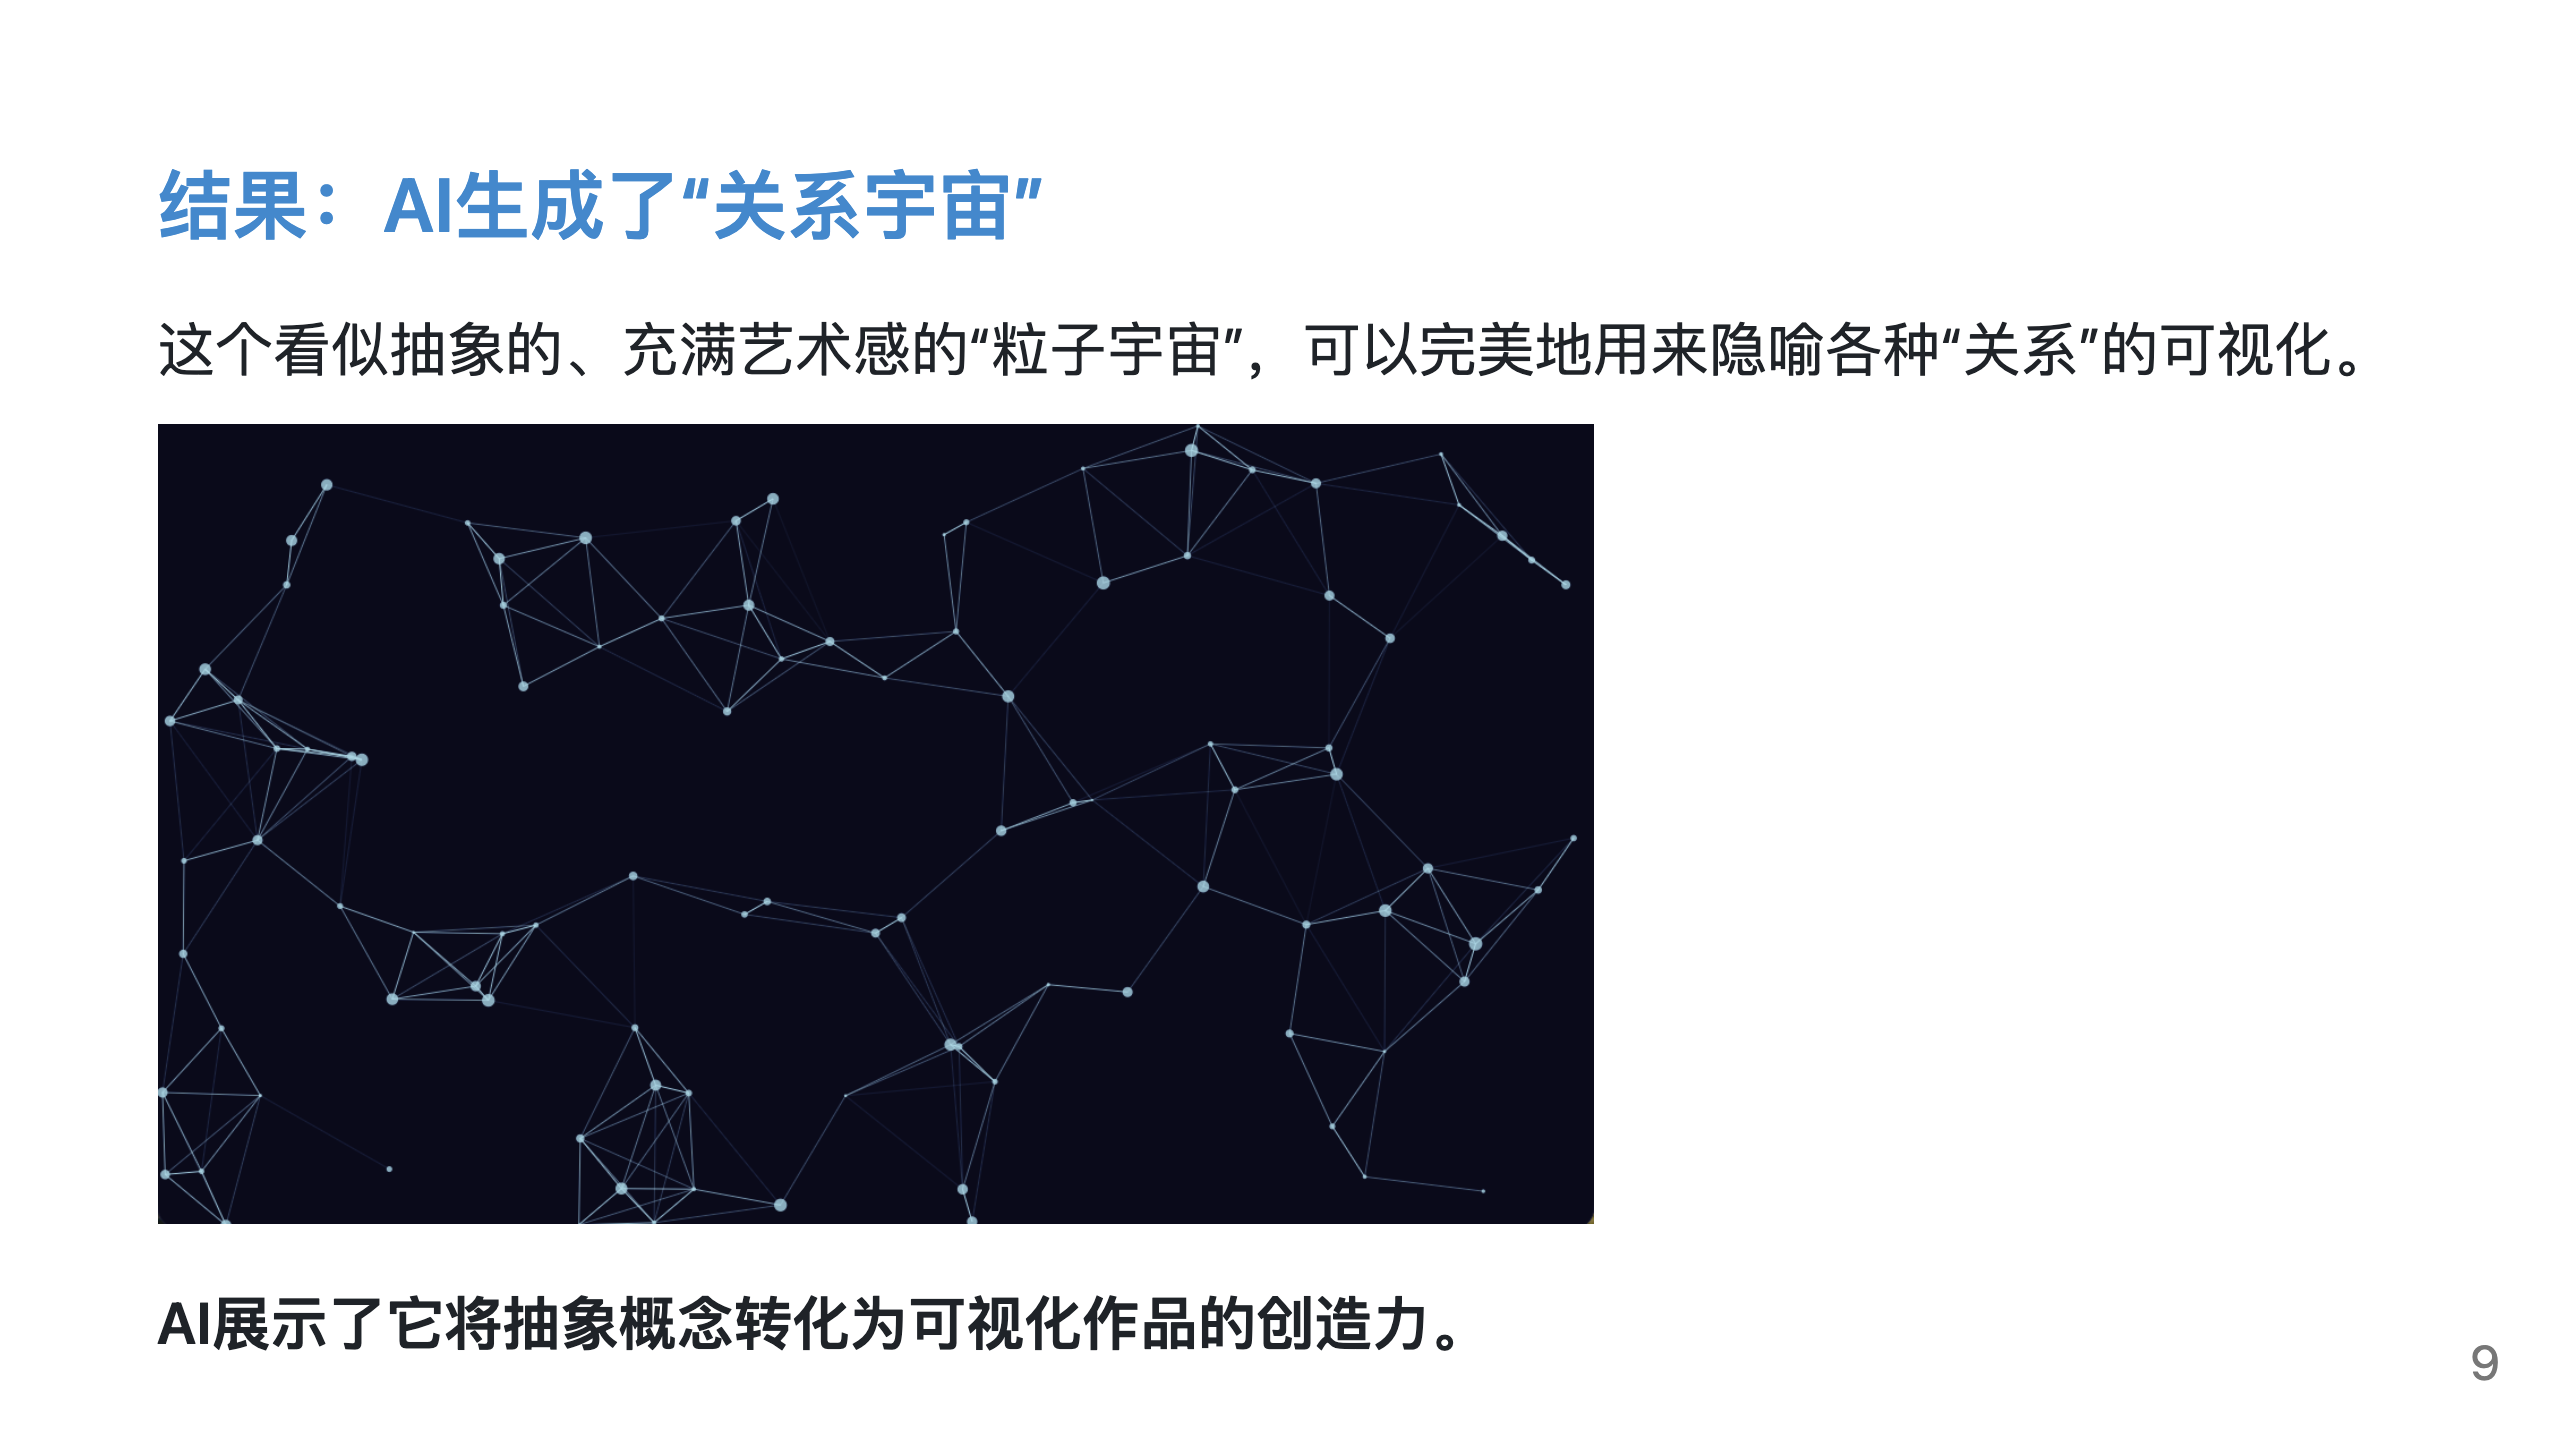 结果：AI生成了“关系宇宙”
这个看似抽象的、充满艺术感的“粒子宇宙”，可以完美地用来隐喻各种“关系”的可视化。
AI展示了它将抽象概念转化为可视化作品的创造力。
9